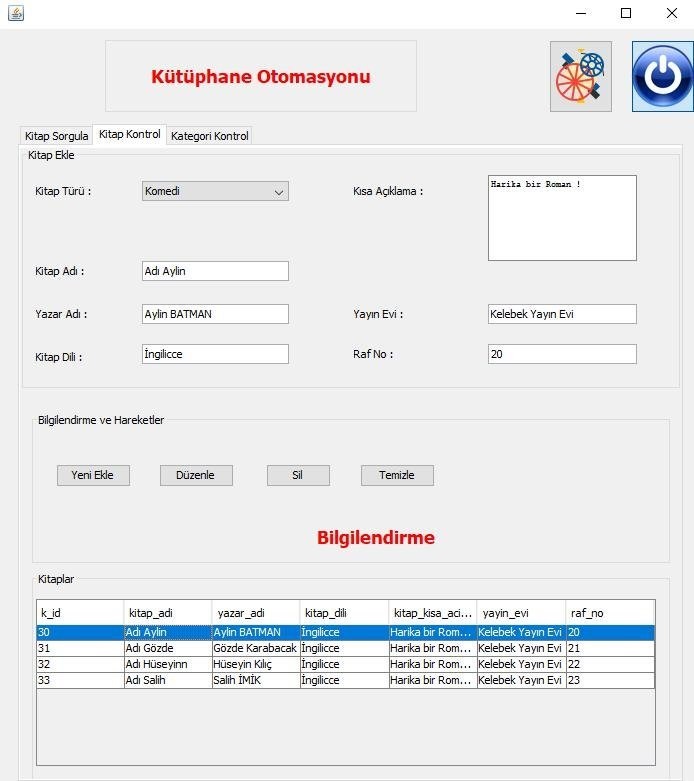 Kütüphane Otomasyonu
Kitap Sorgula Kitap Kontrol Kategori Kontrol
Kitap Ekle
Kitap Türü : Komedi Kısa Açıklama : Harika bir Roman !
Kitap Adı : Adı Aylin
Yazar Adı : Aylin BATMAN Yayın Evi : Kelebek Yayın Evi
Kitap Dili : İngilicce Raf No : 20
Bilgilendirme ve Hareketler
Yeni Ekle Düzenle Sil Temizle
Bilgilendirme
Kitaplar
k_id kitap_adi yazar_adi kitap_dili kitap_kisa_aci... yayin_evi raf_no
30 Adı Aylin Aylin BATMAN İngilicce Harika bir Rom... Kelebek Yayın Evi 20
31 Adı Gözde Gözde Karabacak İngilicce Harika bir Rom... Kelebek Yayın Evi 21
32 Adı Hüseyinn Hüseyin Kılıç İngilicce Harika bir Rom... Kelebek Yayın Evi 22
33 Adı Salih Salih İMİK İngilicce Harika bir Rom... Kelebek Yayın Evi 23